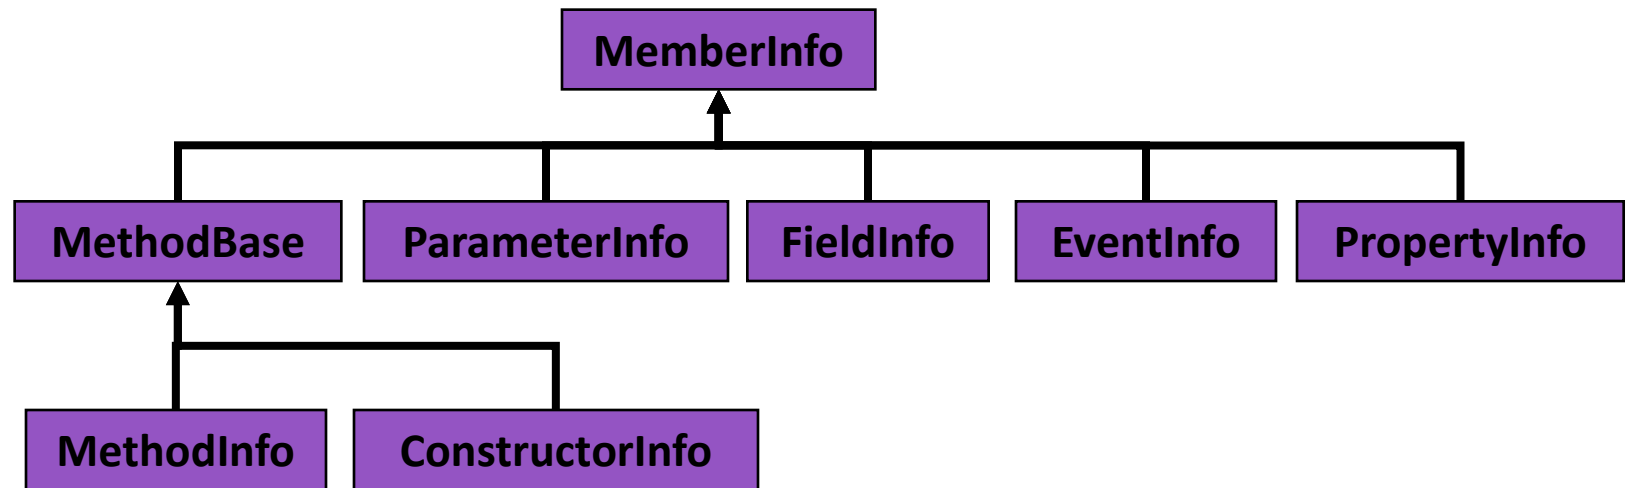 MemberInfo
MethodBase
ParameterInfo
FieldInfo
EventInfo
PropertyInfo
MethodInfo
ConstructorInfo